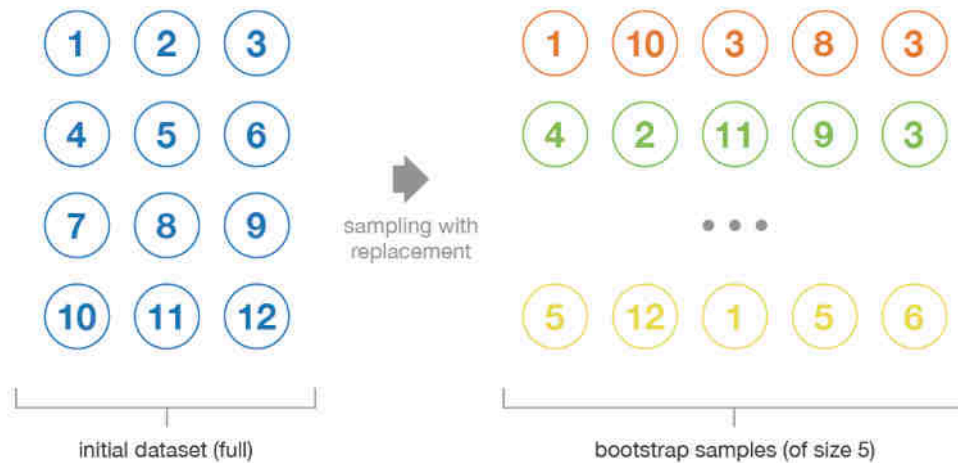 1 2 3
4 5 6
7 8 9
10 11 12
initial dataset (full)
sampling with
replacement
1 10 3 8 3
4 2 11 9 3
5 12 1 5 6
bootstrap samples (of size 5)